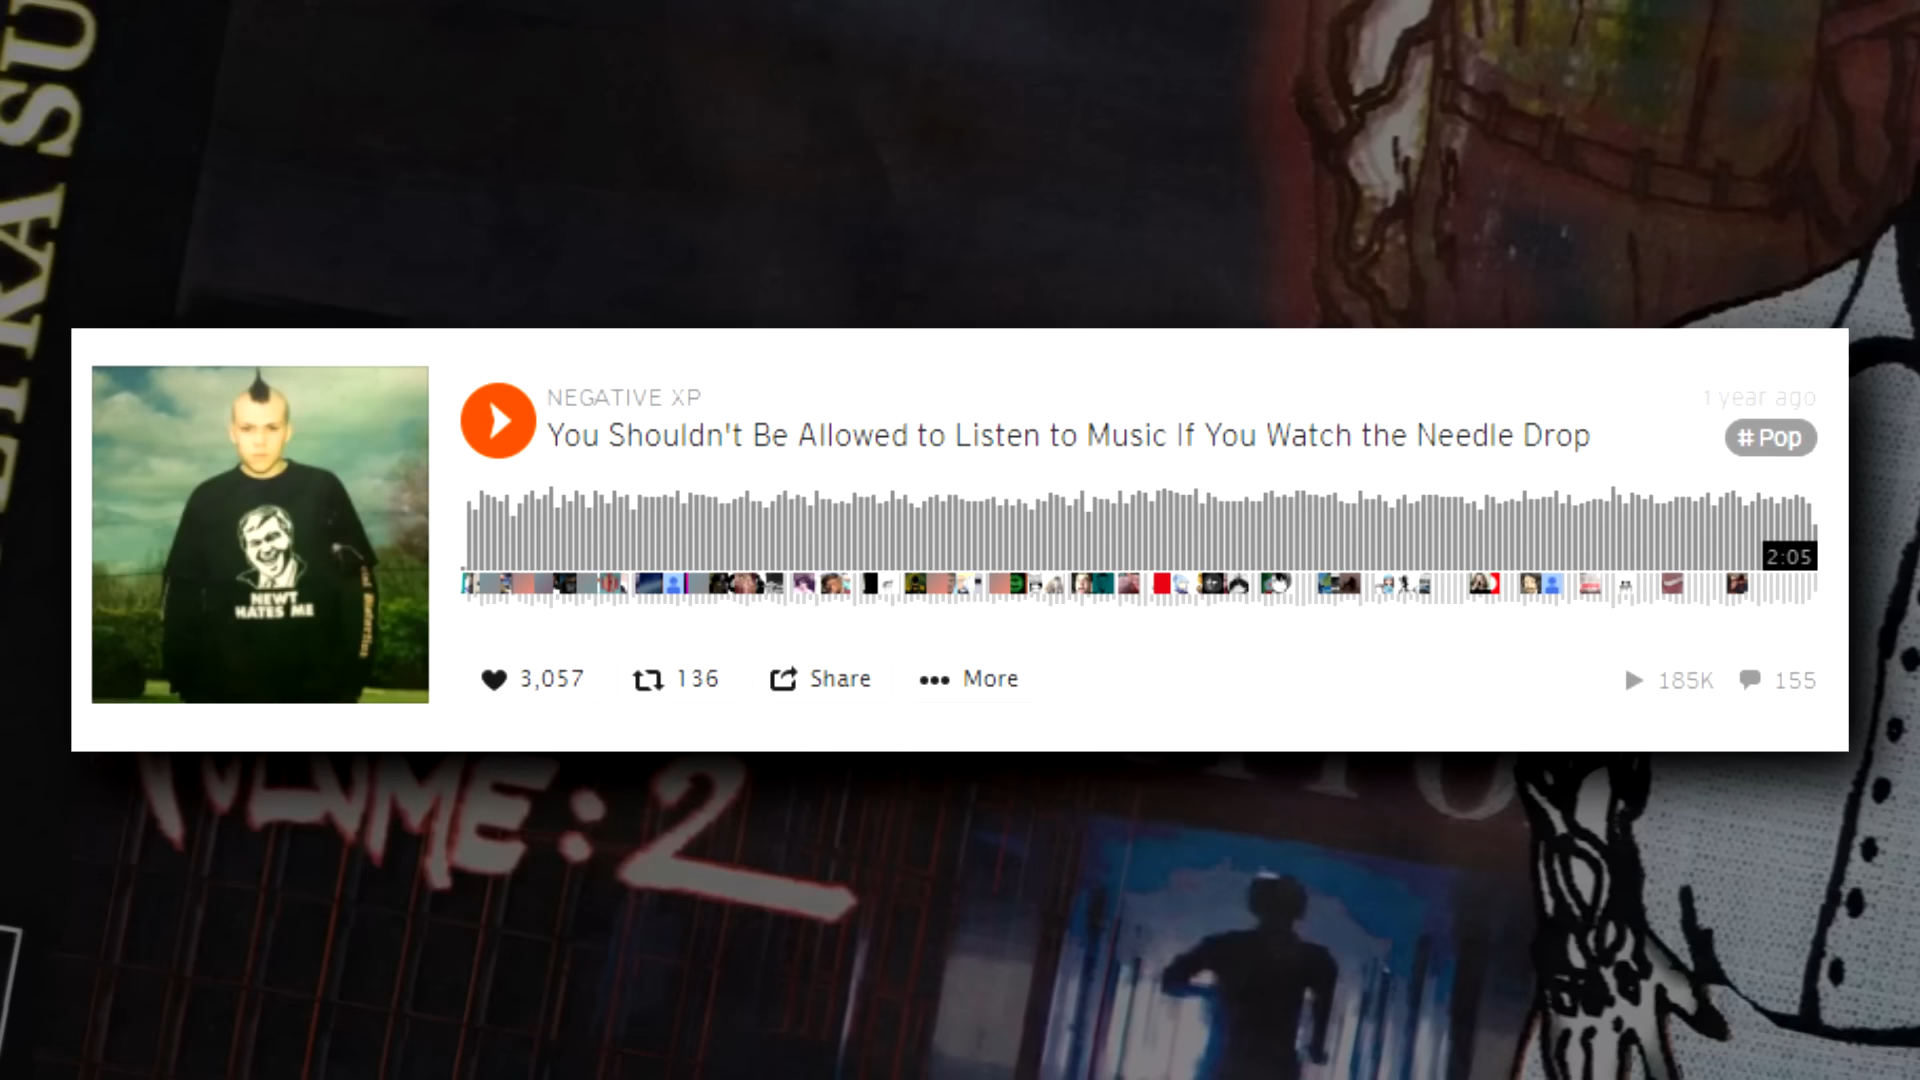 NEGATIVE XP
1 year ago
You Shouldn't Be Allowed to Listen to Music If You Watch the Needle Drop
# Pop
2:05
NEWT
HATES ME
3,057
136
Share
More
185K
155
VOLUME: 2